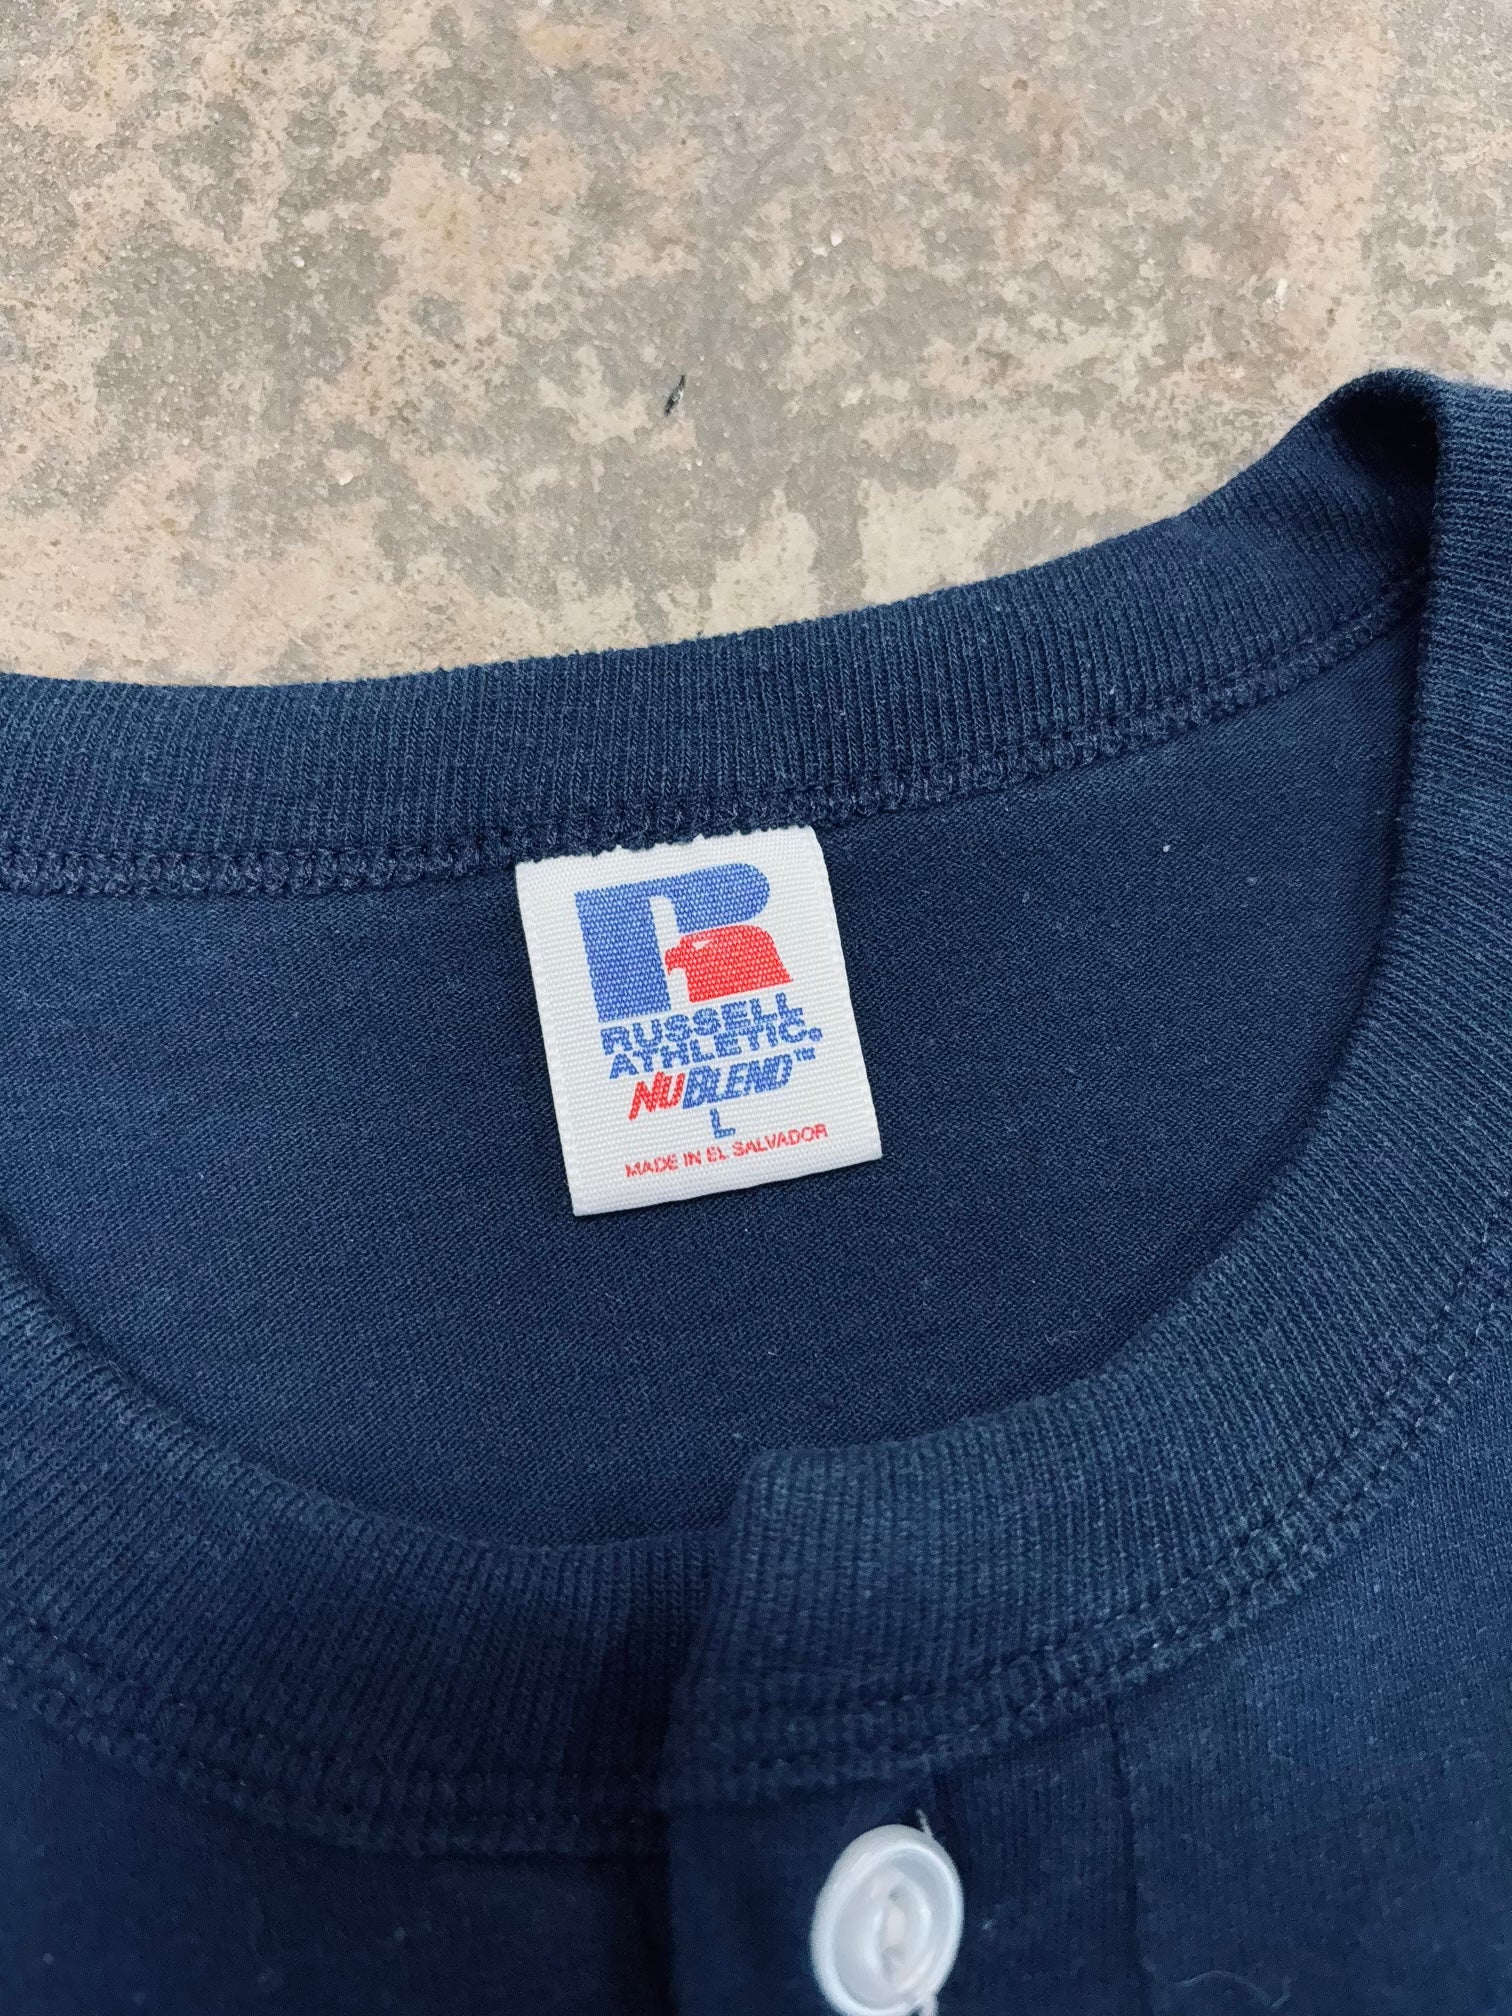 R
RUSSELL
ATHLETIC®
NUBLEND™
L
MADE IN EL SALVADOR